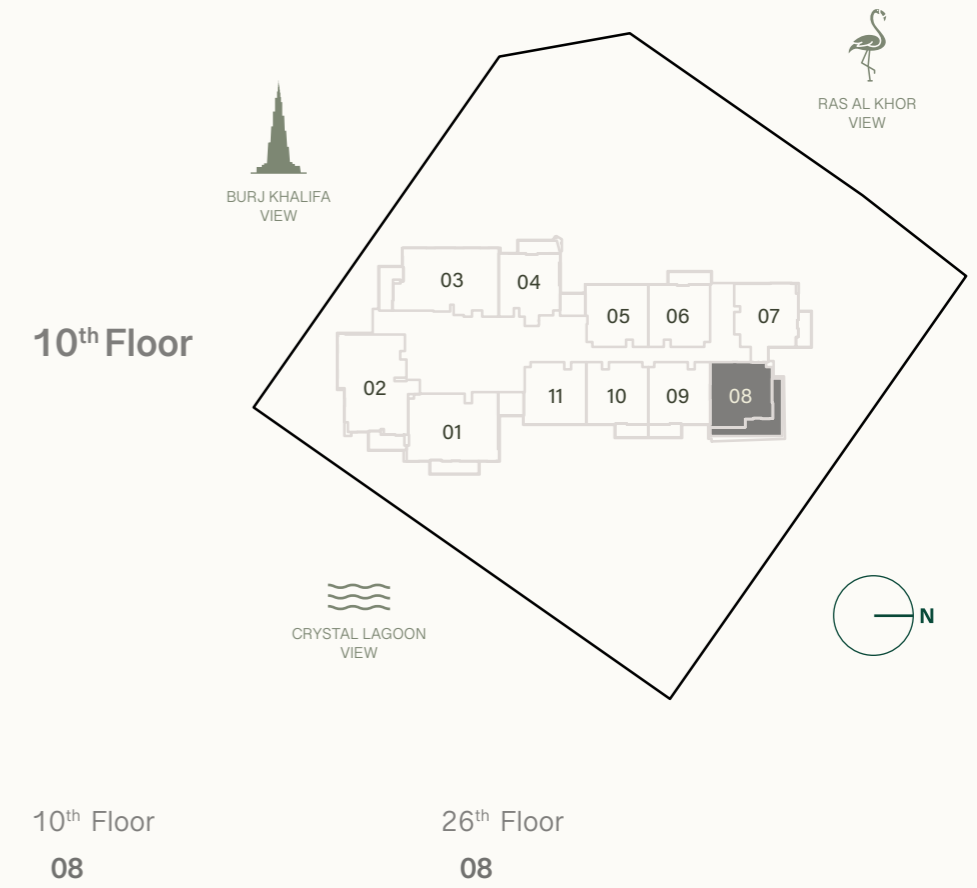 RAS AL KHOR
VIEW
BURJ KHALIFA
VIEW
03
04
05
06
07
10th Floor
02
01
11
10
09
08
CRYSTAL LAGOON
VIEW
N
10th Floor
26th Floor
08
08